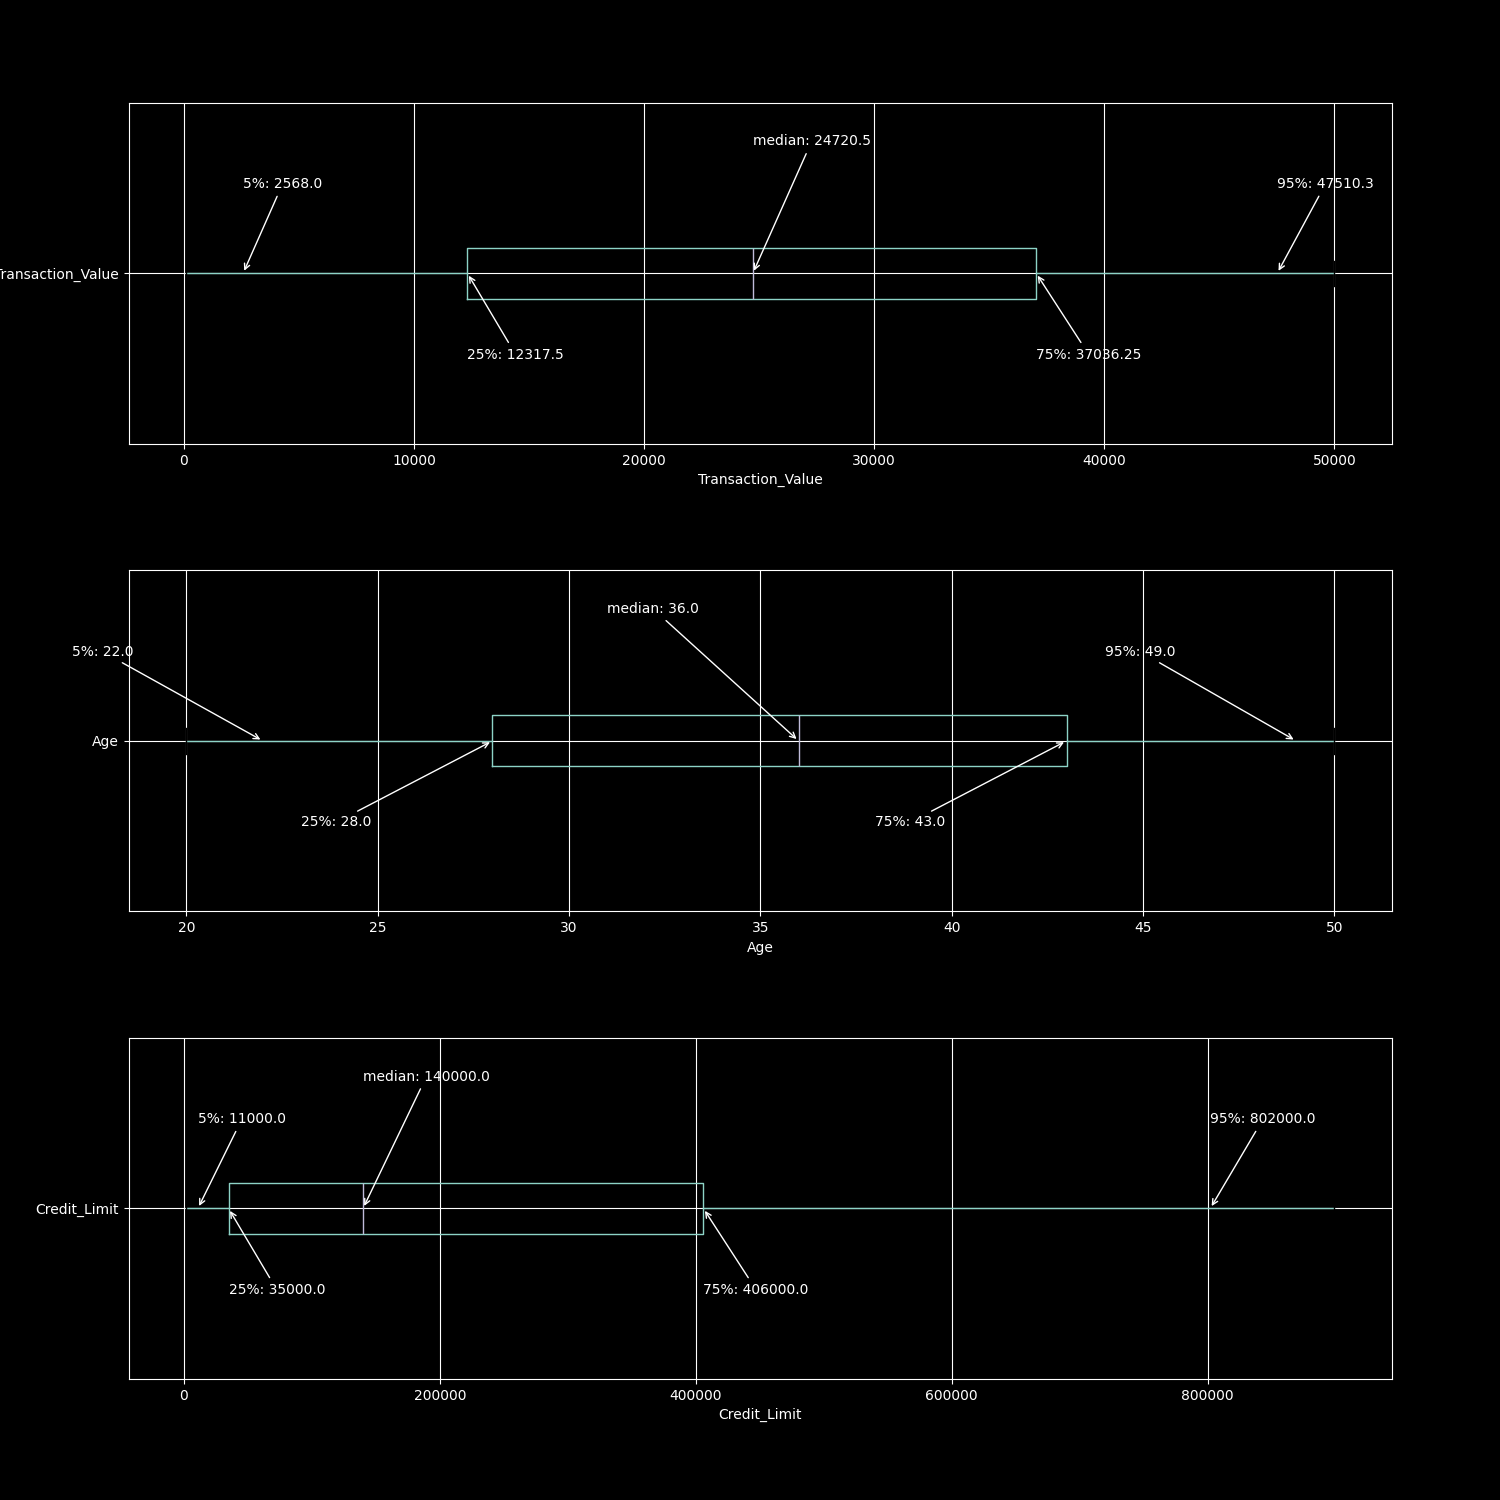 median: 24720.5
5%: 2568.0
95%: 47510.3
Transaction_Value
25%: 12317.5
75%: 37036.25
0 10000 20000 30000 40000 50000
Transaction_Value
median: 36.0
5%: 22.0
95%: 49.0
Age
25%: 28.0
75%: 43.0
20 25 30 35 40 45 50
Age
median: 140000.0
5%: 11000.0
95%: 802000.0
Credit_Limit
25%: 35000.0
75%: 406000.0
0 200000 400000 600000 800000
Credit_Limit